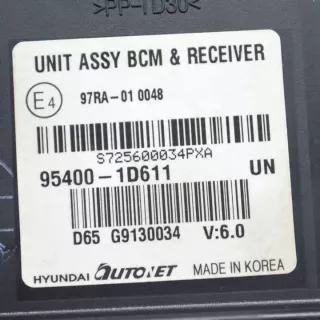 >PP-TD30<
UNIT ASSY BCM & RECEIVER
E4 97RA-01 0048
S725600034PXA
95400-1D611 UN
D65 G9130034 V:6.0
HYUNDAI AUTONET MADE IN KOREA